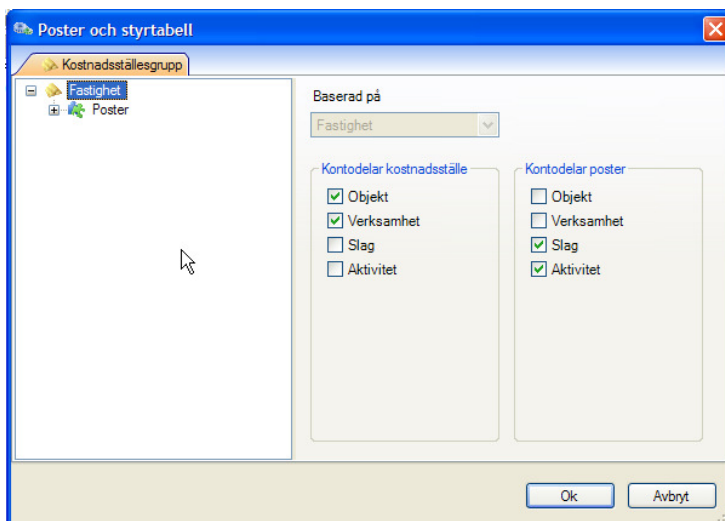 Poster och styrtabell
Kostnadsställesgrupp
Fastighet
Poster
Baserad på
Fastighet
Kontodelar kostnadsställe
Objekt
Verksamhet
Slag
Aktivitet
Kontodelar poster
Objekt
Verksamhet
Slag
Aktivitet
Ok
Avbryt